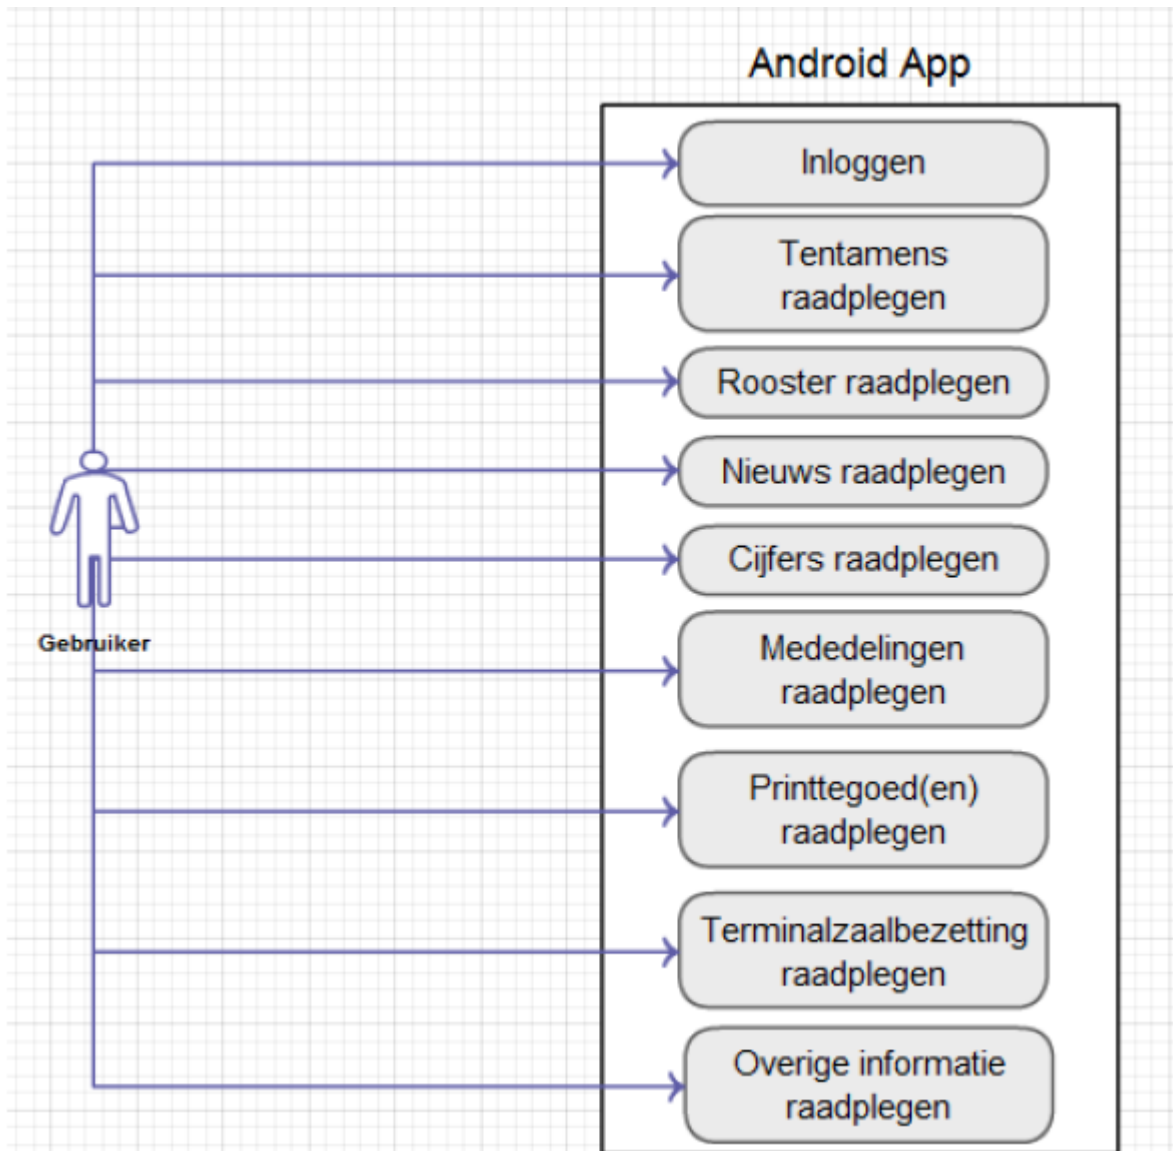 Android App
Inloggen
Tentamens
raadplegen
Rooster raadplegen
Nieuws raadplegen
Cijfers raadplegen
Gebruiker
Mededelingen
raadplegen
Printtegoed(en)
raadplegen
Terminalzaalbezetting
raadplegen
Overige informatie
raadplegen